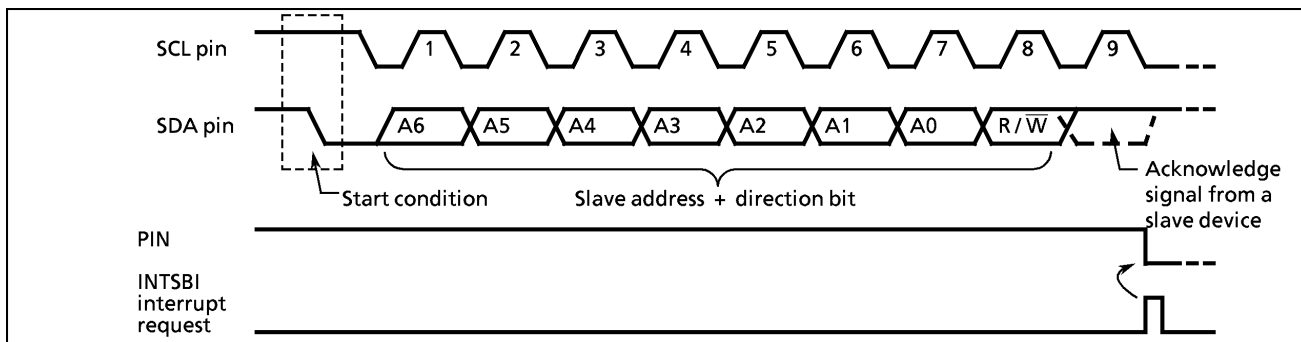 SCL pin
1 2 3 4 5 6 7 8 9
SDA pin
A6 A5 A4 A3 A2 A1 A0 R / W̅
Start condition
Slave address + direction bit
Acknowledge
signal from a
slave device
PIN
INTSBI
interrupt
request